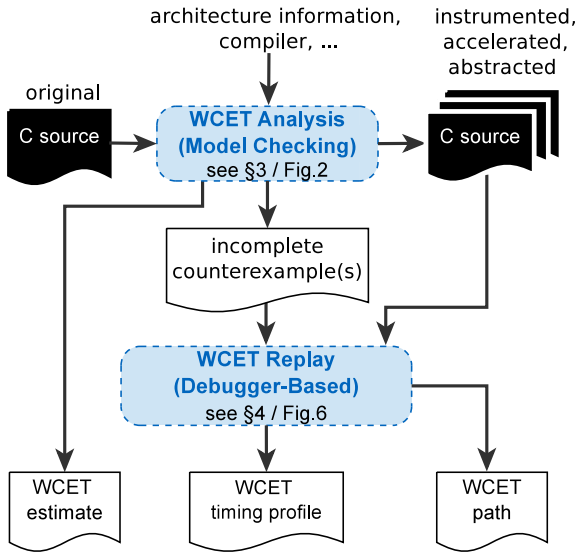 architecture information,
compiler, ...
instrumented,
accelerated,
abstracted
original
C source
WCET Analysis
(Model Checking)
see §3 / Fig.2
C source
incomplete
counterexample(s)
WCET Replay
(Debugger-Based)
see §4 / Fig.6
WCET
estimate
WCET
timing profile
WCET
path